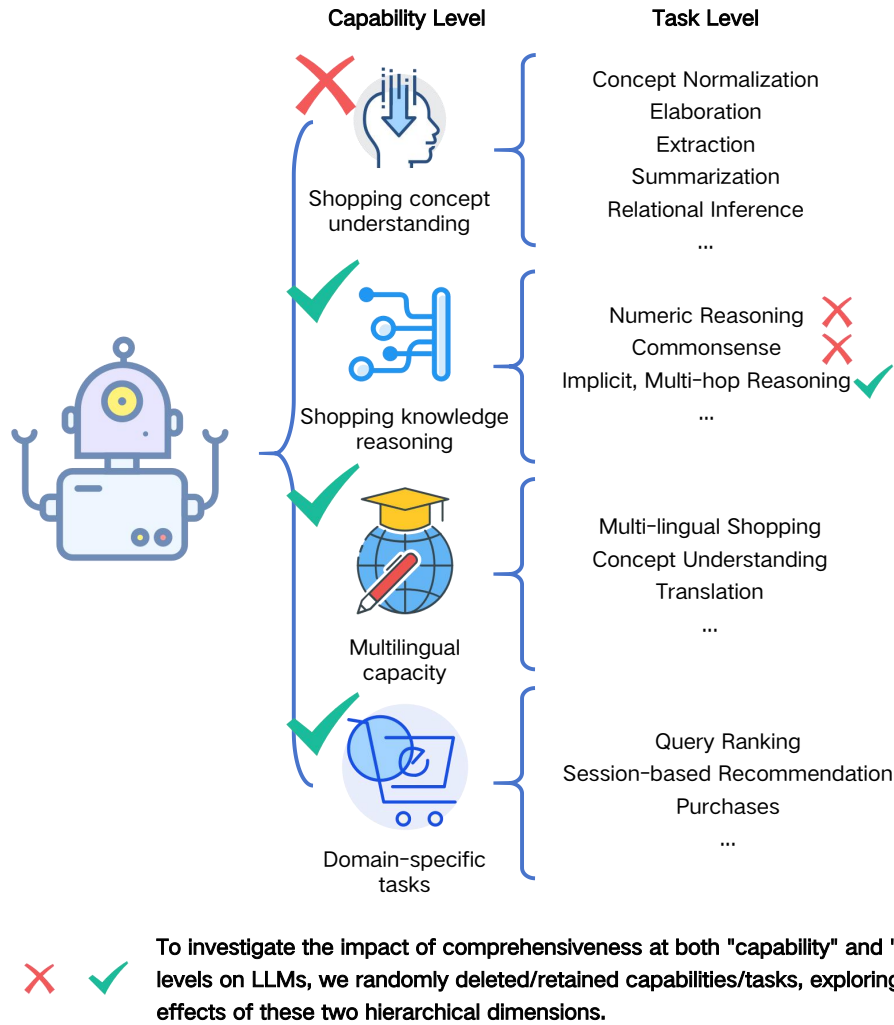 Capability Level
Task Level
Shopping concept
understanding
Concept Normalization
Elaboration
Extraction
Summarization
Relational Inference
...
Shopping knowledge
reasoning
Numeric Reasoning
Commonsense
Implicit, Multi-hop Reasoning
...
Multilingual
capacity
Multi-lingual Shopping
Concept Understanding
Translation
...
Domain-specific
tasks
Query Ranking
Session-based Recommendation
Purchases
...
To investigate the impact of comprehensiveness at both "capability" and "
levels on LLMs, we randomly deleted/retained capabilities/tasks, exploring
effects of these two hierarchical dimensions.